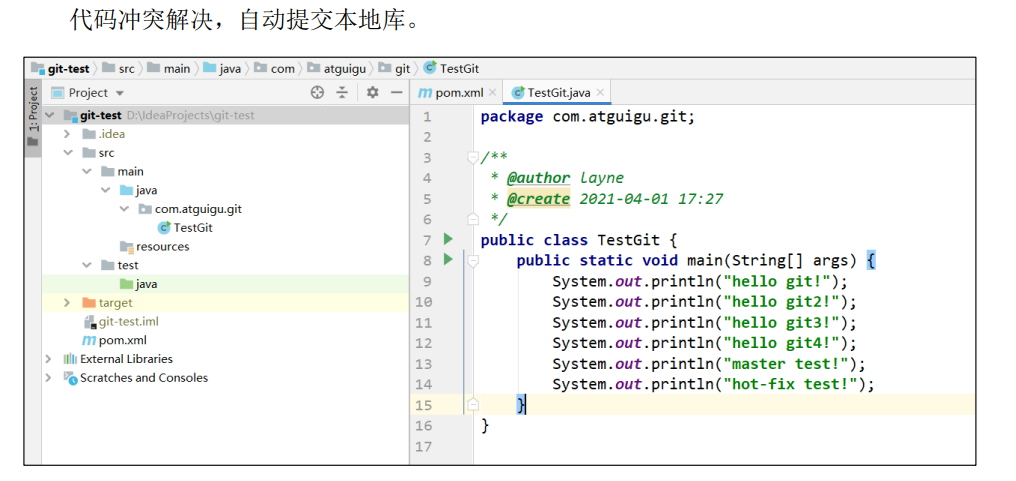 代码冲突解决，自动提交本地库。
git-test src main java com atguigu git TestGit
1: Project
Project
pom.xml TestGit.java
git-test D:\IdeaProjects\git-test
.idea
src
main
java
com.atguigu.git
TestGit
resources
test
java
target
git-test.iml
pom.xml
External Libraries
Scratches and Consoles
1 package com.atguigu.git;
2
3 /**
4 * @author Layne
5 * @create 2021-04-01 17:27
6 */
7 public class TestGit {
8 public static void main(String[] args) {
9 System.out.println("hello git!");
10 System.out.println("hello git2!");
11 System.out.println("hello git3!");
12 System.out.println("hello git4!");
13 System.out.println("master test!");
14 System.out.println("hot-fix test!");
15 }
16 }
17